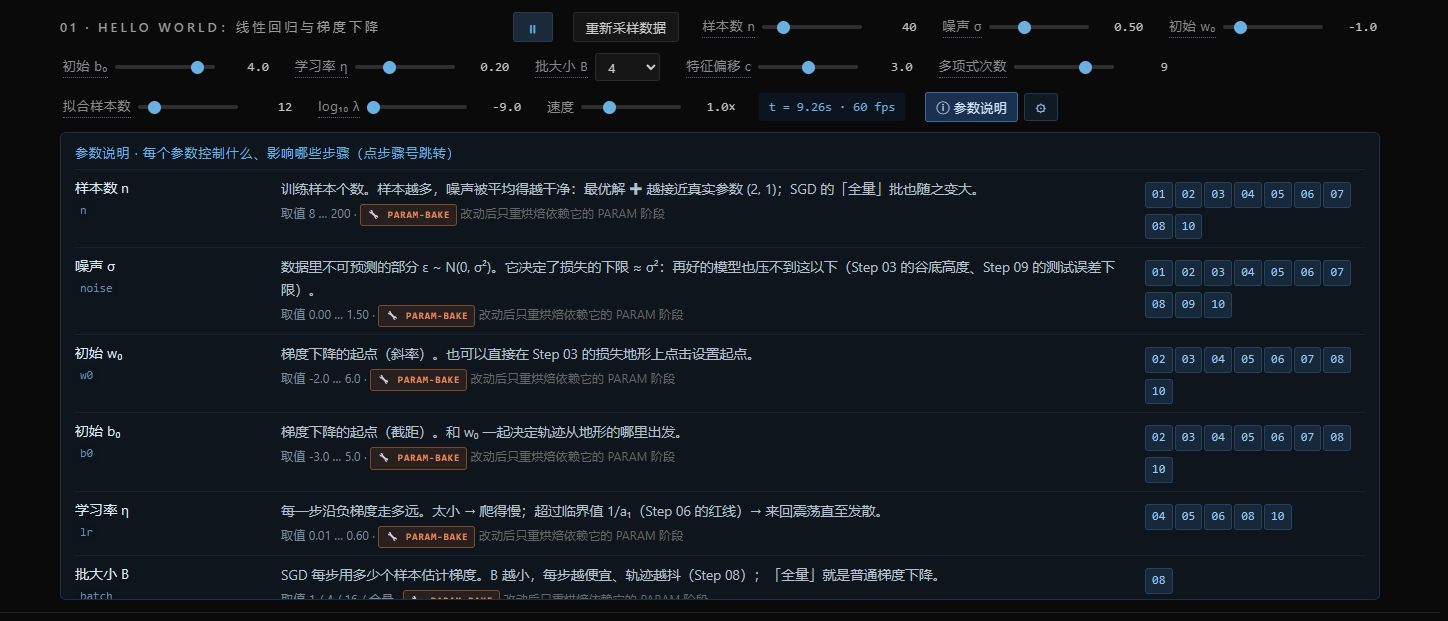 01 · HELLO WORLD: 线性回归与梯度下降 ⏸ 重新采样数据 样本数 n 40 噪声 σ 0.50 初始 w₀ -1.0
初始 b₀ 4.0 学习率 η 0.20 批大小 B 4 特征偏移 c 3.0 多项式次数 9
拟合样本数 12 log₁₀ λ -9.0 速度 1.0x t = 9.26s · 60 fps ⓘ 参数说明 ⚙
参数说明 · 每个参数控制什么、影响哪些步骤（点步骤号跳转）
样本数 n 训练样本个数。样本越多，噪声被平均得越干净：最优解 ✚ 越接近真实参数 (2, 1)；SGD 的「全量」批也随之变大。 01 02 03 04 05 06 07
n 取值 8 … 200 · 🔧 PARAM-BAKE 改动后只重烘焙依赖它的 PARAM 阶段 08 10
噪声 σ 数据里不可预测的部分 ε ~ N(0, σ²)。它决定了损失的下限 ≈ σ²：再好的模型也压不到这以下（Step 03 的谷底高度、Step 09 的测试误差下 01 02 03 04 05 06 07
noise 限）。 08 09 10
取值 0.00 … 1.50 · 🔧 PARAM-BAKE 改动后只重烘焙依赖它的 PARAM 阶段
初始 w₀ 梯度下降的起点（斜率）。也可以直接在 Step 03 的损失地形上点击设置起点。 02 03 04 05 06 07 08
w0 取值 -2.0 … 6.0 · 🔧 PARAM-BAKE 改动后只重烘焙依赖它的 PARAM 阶段 10
初始 b₀ 梯度下降的起点（截距）。和 w₀ 一起决定轨迹从地形的哪里出发。 02 03 04 05 06 07 08
b0 取值 -3.0 … 5.0 · 🔧 PARAM-BAKE 改动后只重烘焙依赖它的 PARAM 阶段 10
学习率 η 每一步沿负梯度走多远。太小 → 爬得慢；超过临界值 1/a₁（Step 06 的红线）→ 来回震荡直至发散。 04 05 06 08 10
lr 取值 0.01 … 0.60 · 🔧 PARAM-BAKE 改动后只重烘焙依赖它的 PARAM 阶段
批大小 B SGD 每步用多少个样本估计梯度。B 越小，每步越便宜、轨迹越抖（Step 08）；「全量」就是普通梯度下降。 08
batch 取值 1 / 4 / 16 / 全量 · 🔧 PARAM-BAKE 改动后只重烘焙依赖它的 PARAM 阶段